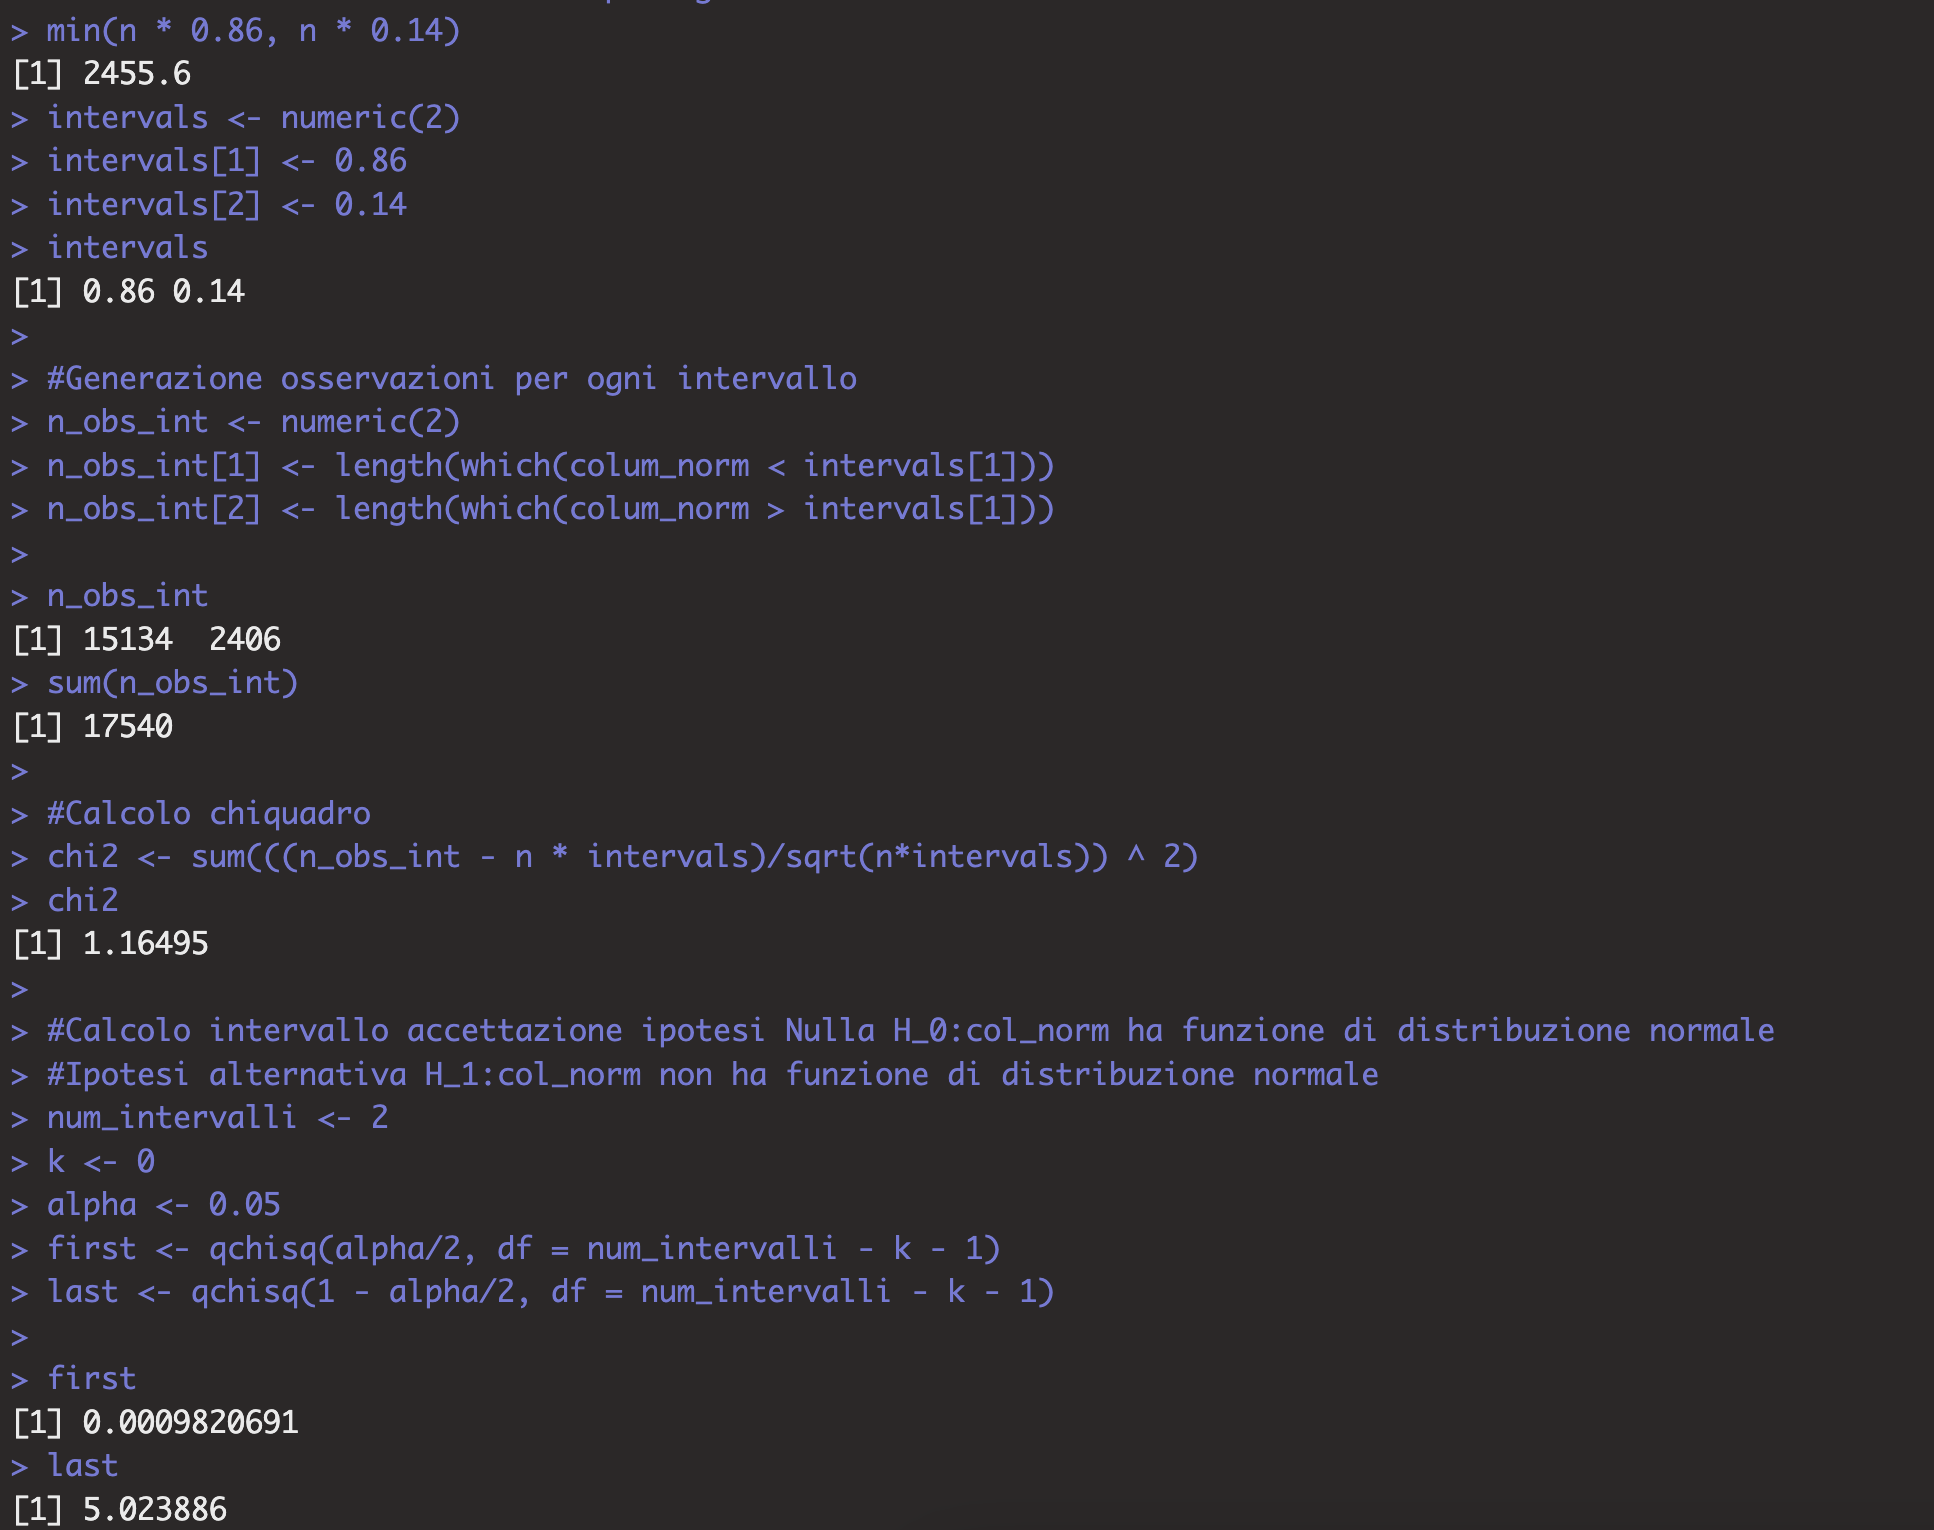 > min(n * 0.86, n * 0.14)
[1] 2455.6
> intervals <- numeric(2)
> intervals[1] <- 0.86
> intervals[2] <- 0.14
> intervals
[1] 0.86 0.14
>
> #Generazione osservazioni per ogni intervallo
> n_obs_int <- numeric(2)
> n_obs_int[1] <- length(which(colum_norm < intervals[1]))
> n_obs_int[2] <- length(which(colum_norm > intervals[1]))
>
> n_obs_int
[1] 15134  2406
> sum(n_obs_int)
[1] 17540
>
> #Calcolo chiquadro
> chi2 <- sum(((n_obs_int - n * intervals)/sqrt(n*intervals)) ^ 2)
> chi2
[1] 1.16495
>
> #Calcolo intervallo accettazione ipotesi Nulla H_0:col_norm ha funzione di distribuzione normale
> #Ipotesi alternativa H_1:col_norm non ha funzione di distribuzione normale
> num_intervalli <- 2
> k <- 0
> alpha <- 0.05
> first <- qchisq(alpha/2, df = num_intervalli - k - 1)
> last <- qchisq(1 - alpha/2, df = num_intervalli - k - 1)
>
> first
[1] 0.0009820691
> last
[1] 5.023886